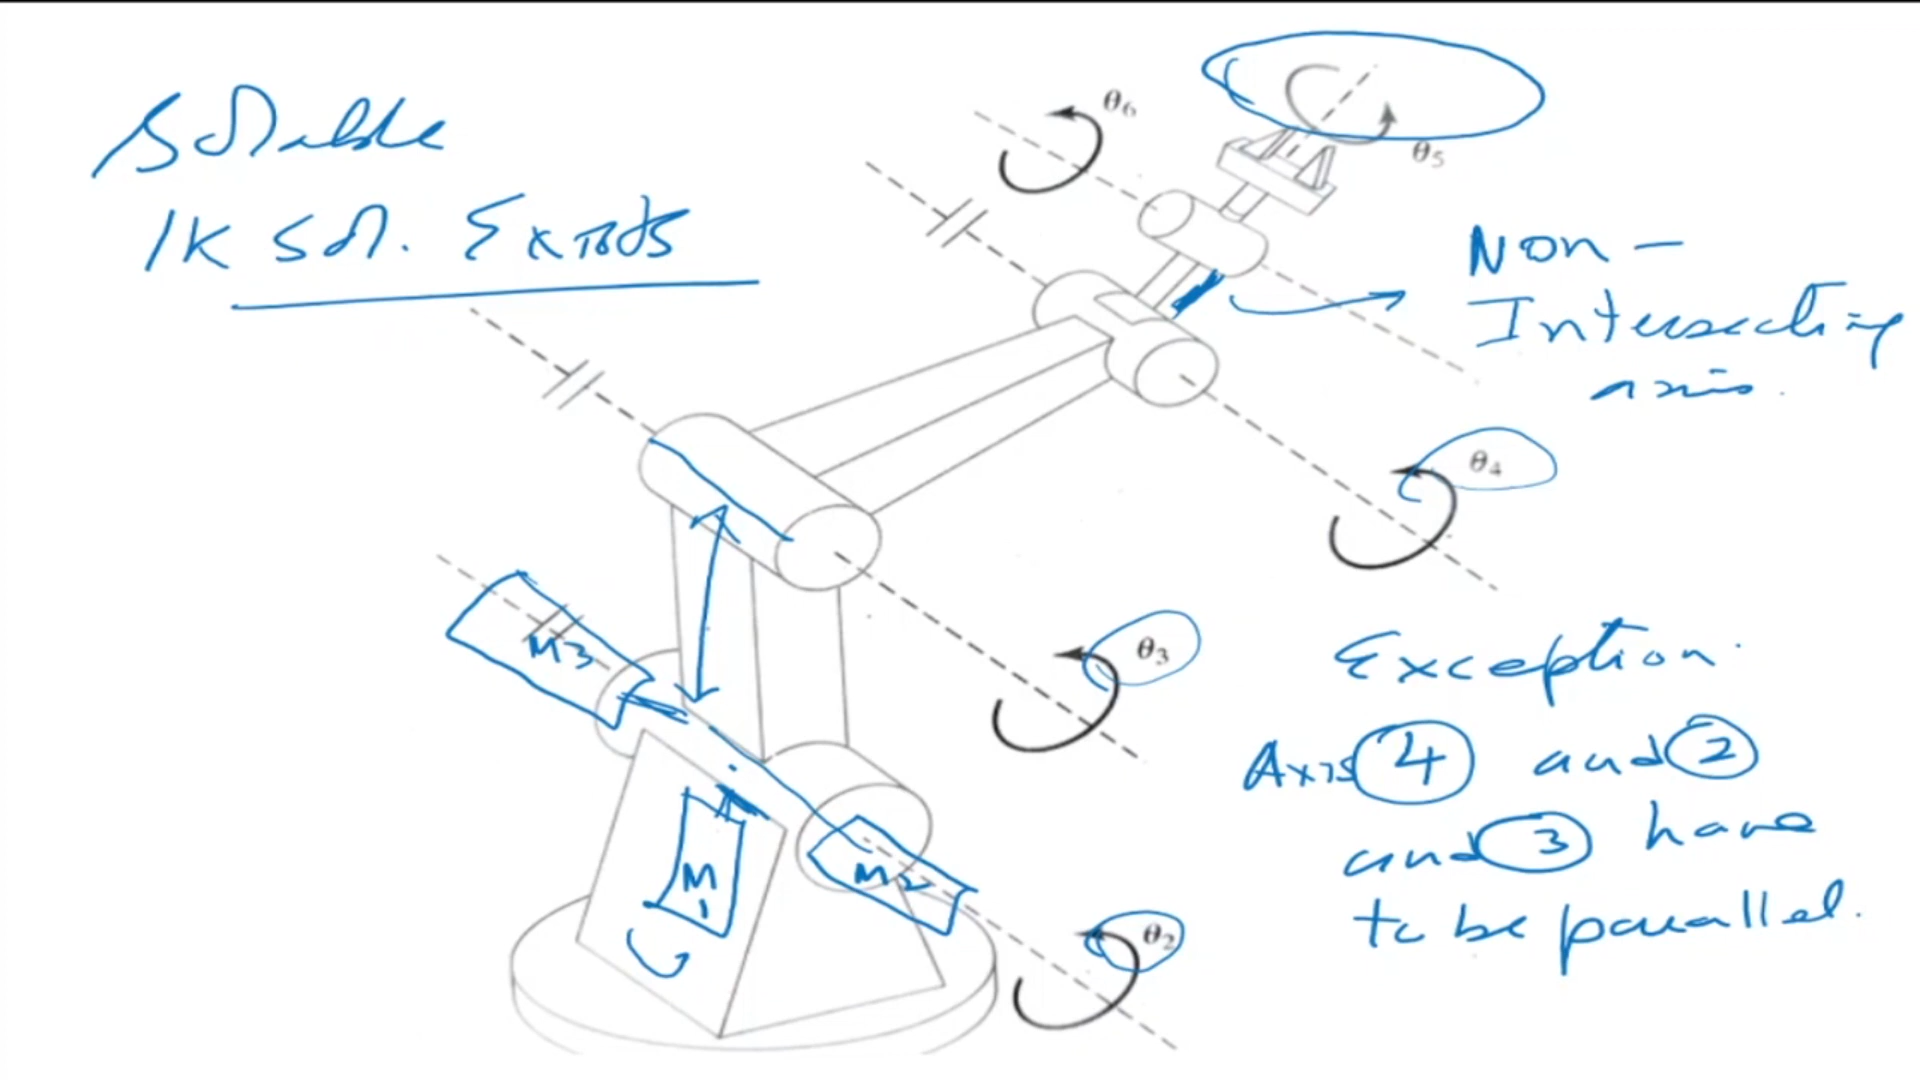 Solvable
IK Sol. Exists
θ6
θ5
Non-
Intersecting
axis.
θ4
θ3
M3
Exception.
Axis 4 and 2
and 3 have
to be parallel.
M1
M2
θ2